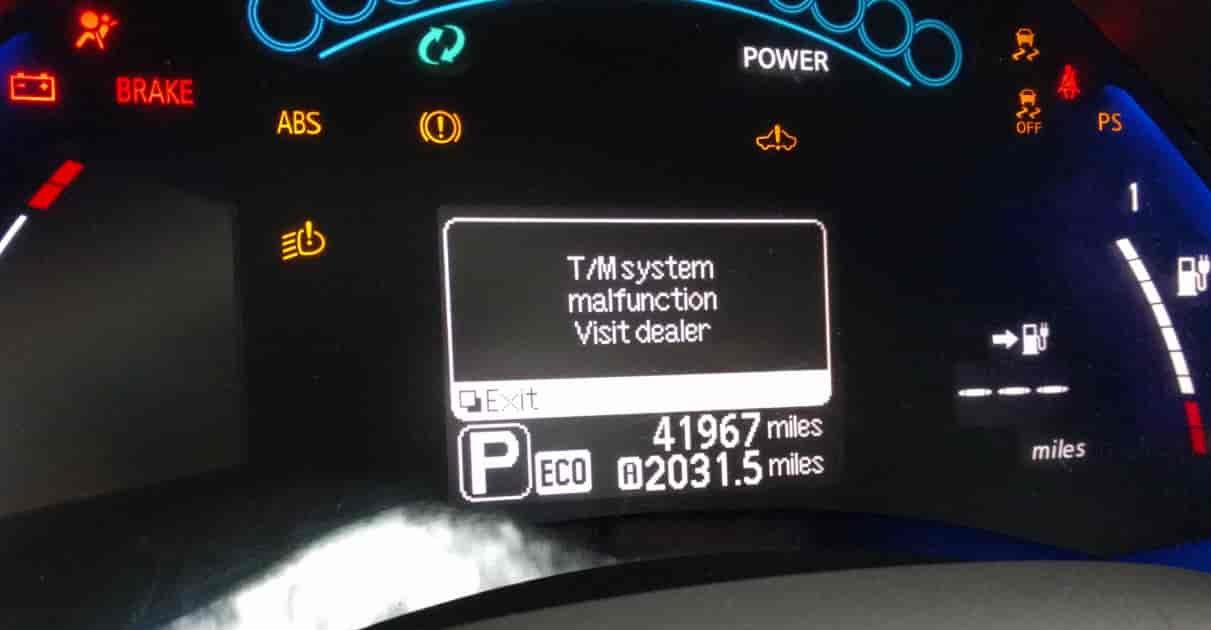 POWER
BRAKE
ABS
OFF
PS
1
T/M system
malfunction
Visit dealer
Exit
P ECO
41967 miles
A 2031.5 miles
---
miles